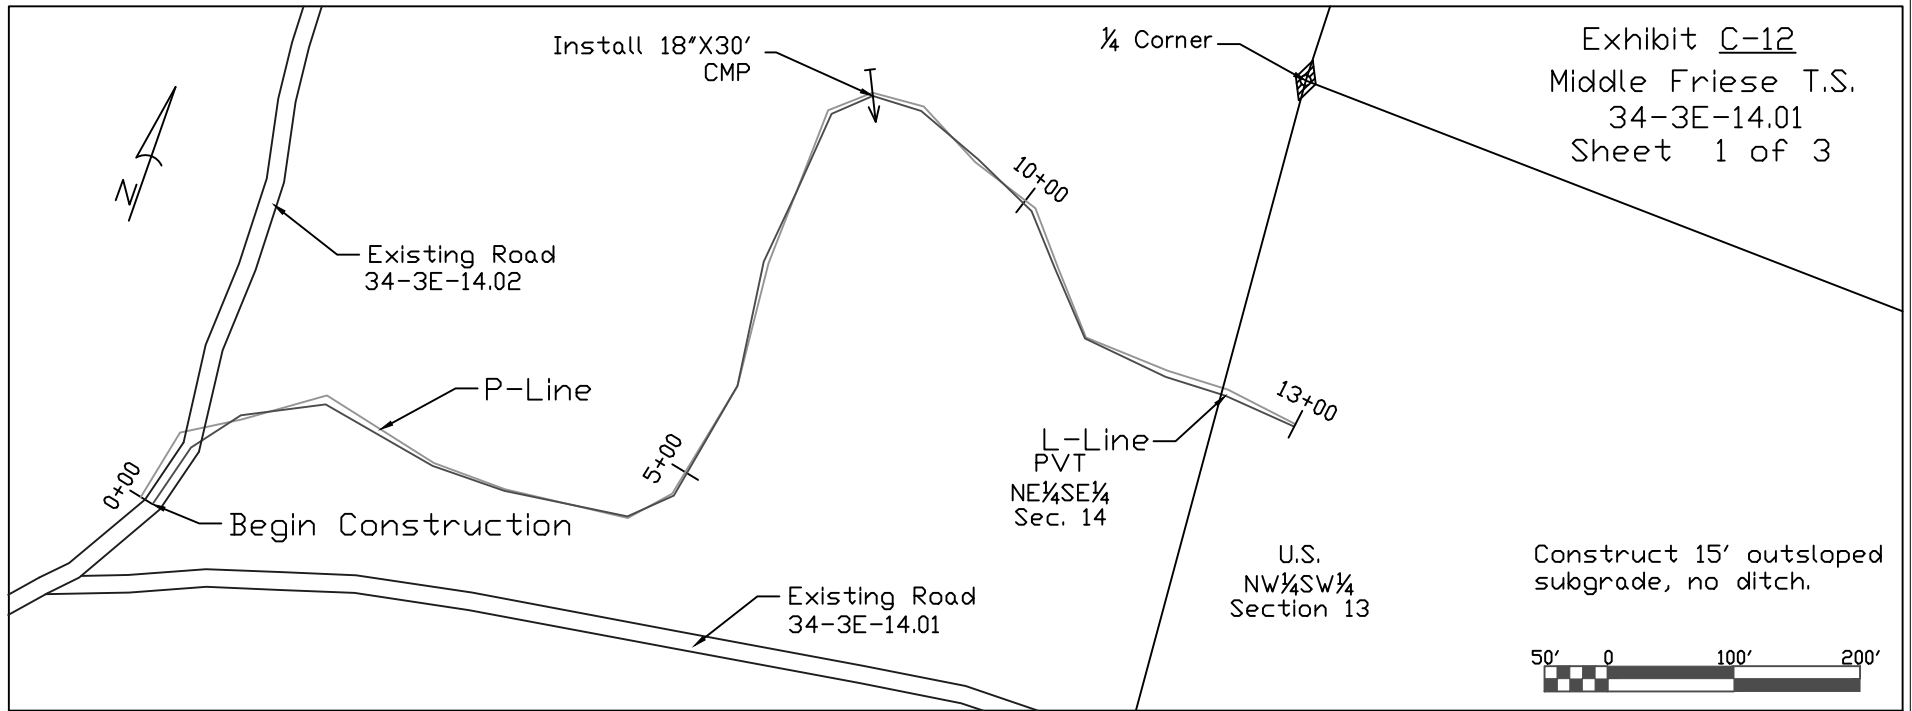 Exhibit C-12
Middle Friese T.S.
34-3E-14.01
Sheet 1 of 3
Install 18"X30'
CMP
¼ Corner
N
Existing Road
34-3E-14.02
10+00
P-Line
13+00
5+00
0+00
Begin Construction
L-Line
PVT
NE¼SE¼
Sec. 14
U.S.
NW¼SW¼
Section 13
Existing Road
34-3E-14.01
Construct 15' outsloped
subgrade, no ditch.
50' 0 100' 200'